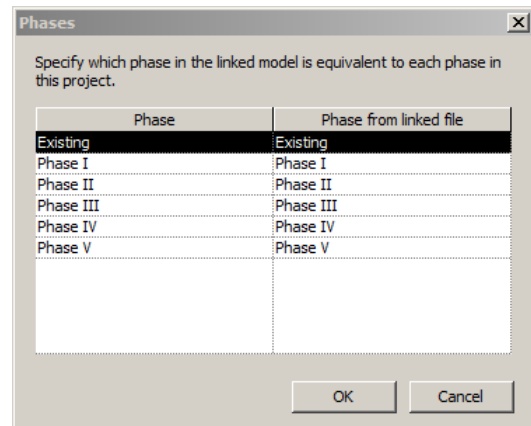 Phases
Specify which phase in the linked model is equivalent to each phase in
this project.
Phase Phase from linked file
Existing Existing
Phase I Phase I
Phase II Phase II
Phase III Phase III
Phase IV Phase IV
Phase V Phase V
OK Cancel